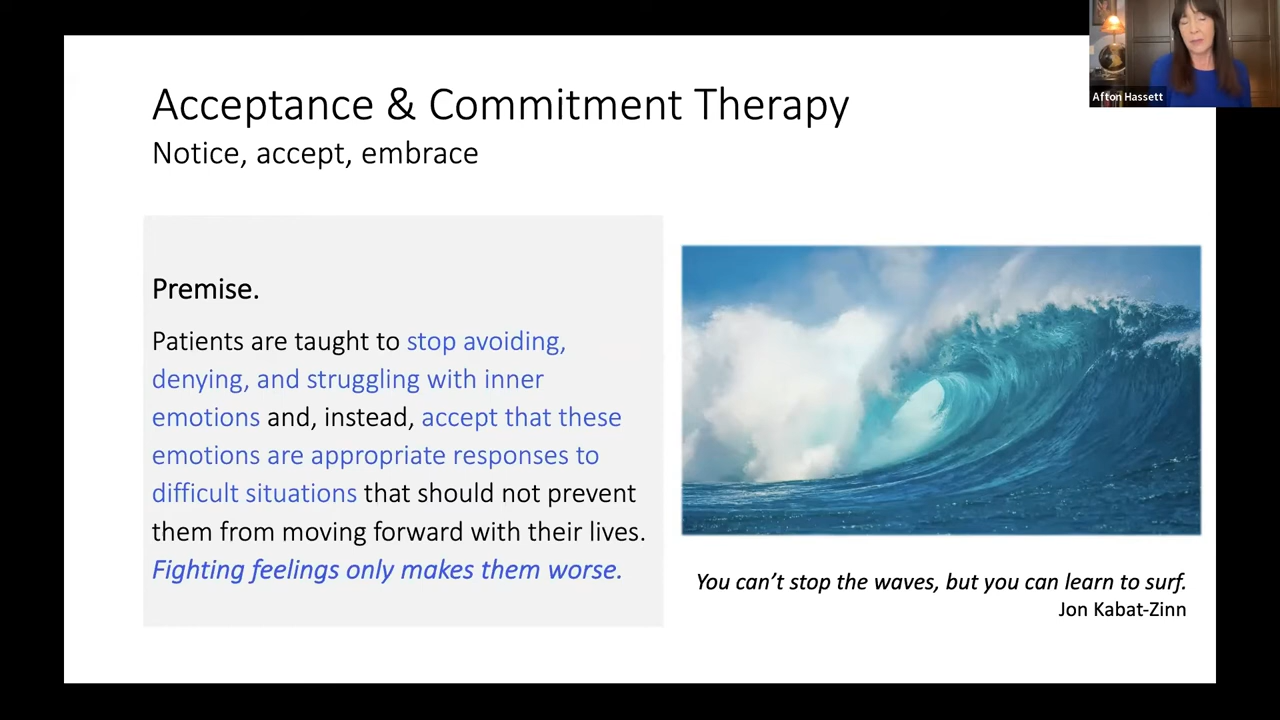 Acceptance & Commitment Therapy
Notice, accept, embrace
Premise.
Patients are taught to stop avoiding,
denying, and struggling with inner
emotions and, instead, accept that these
emotions are appropriate responses to
difficult situations that should not prevent
them from moving forward with their lives.
Fighting feelings only makes them worse.
You can’t stop the waves, but you can learn to surf.
Jon Kabat-Zinn
Afton Hassett